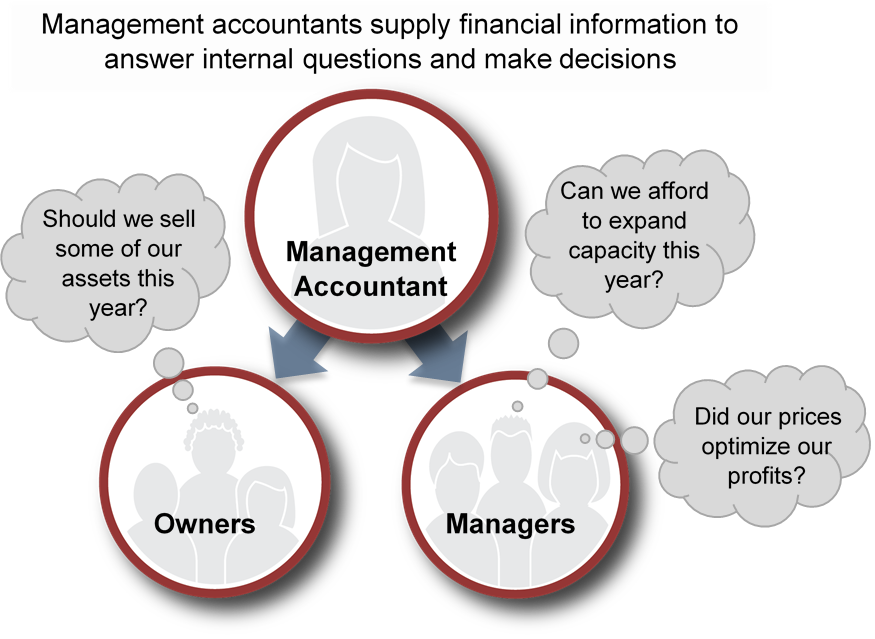 Management accountants supply financial information to
answer internal questions and make decisions
Management
Accountant
Should we sell
some of our
assets this
year?
Can we afford
to expand
capacity this
year?
Owners
Managers
Did our prices
optimize our
profits?